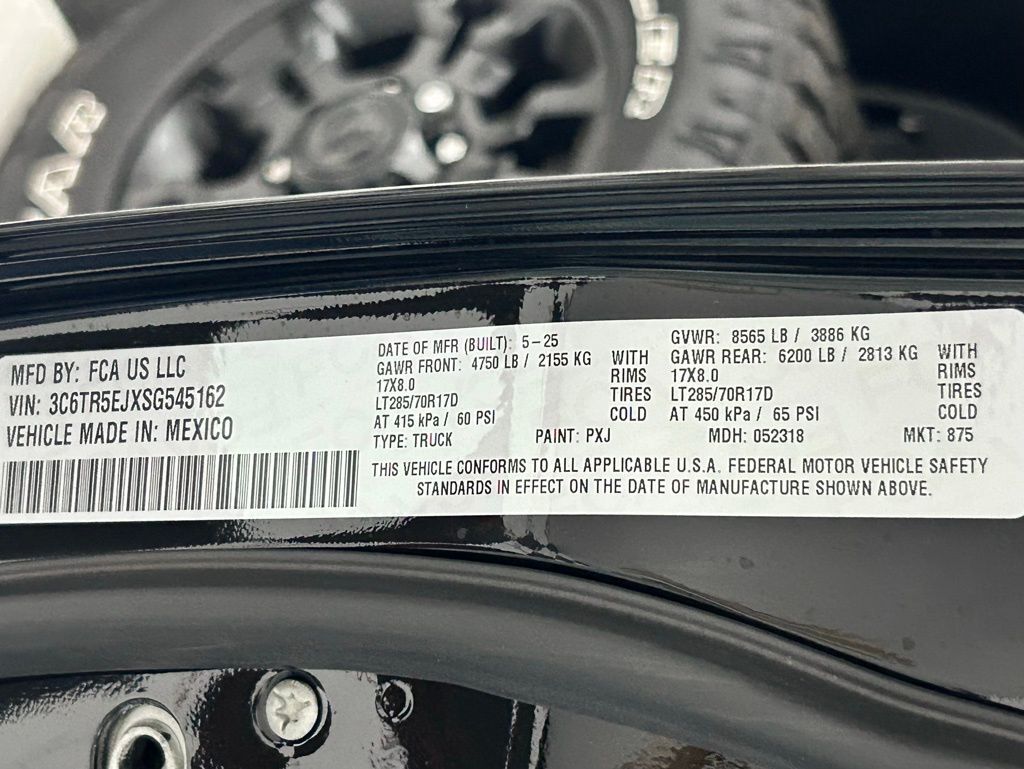 MFD BY: FCA US LLC
VIN: 3C6TR5EJXSG545162
VEHICLE MADE IN: MEXICO
DATE OF MFR (BUILT): 5-25
GAWR FRONT: 4750 LB / 2155 KG WITH
17X8.0 RIMS
LT285/70R17D TIRES
AT 415 kPa / 60 PSI COLD
GVWR: 8565 LB / 3886 KG
GAWR REAR: 6200 LB / 2813 KG WITH
17X8.0 RIMS
LT285/70R17D TIRES
AT 450 kPa / 65 PSI COLD
TYPE: TRUCK PAINT: PXJ MDH: 052318 MKT: 875
THIS VEHICLE CONFORMS TO ALL APPLICABLE U.S.A. FEDERAL MOTOR VEHICLE SAFETY
STANDARDS IN EFFECT ON THE DATE OF MANUFACTURE SHOWN ABOVE.